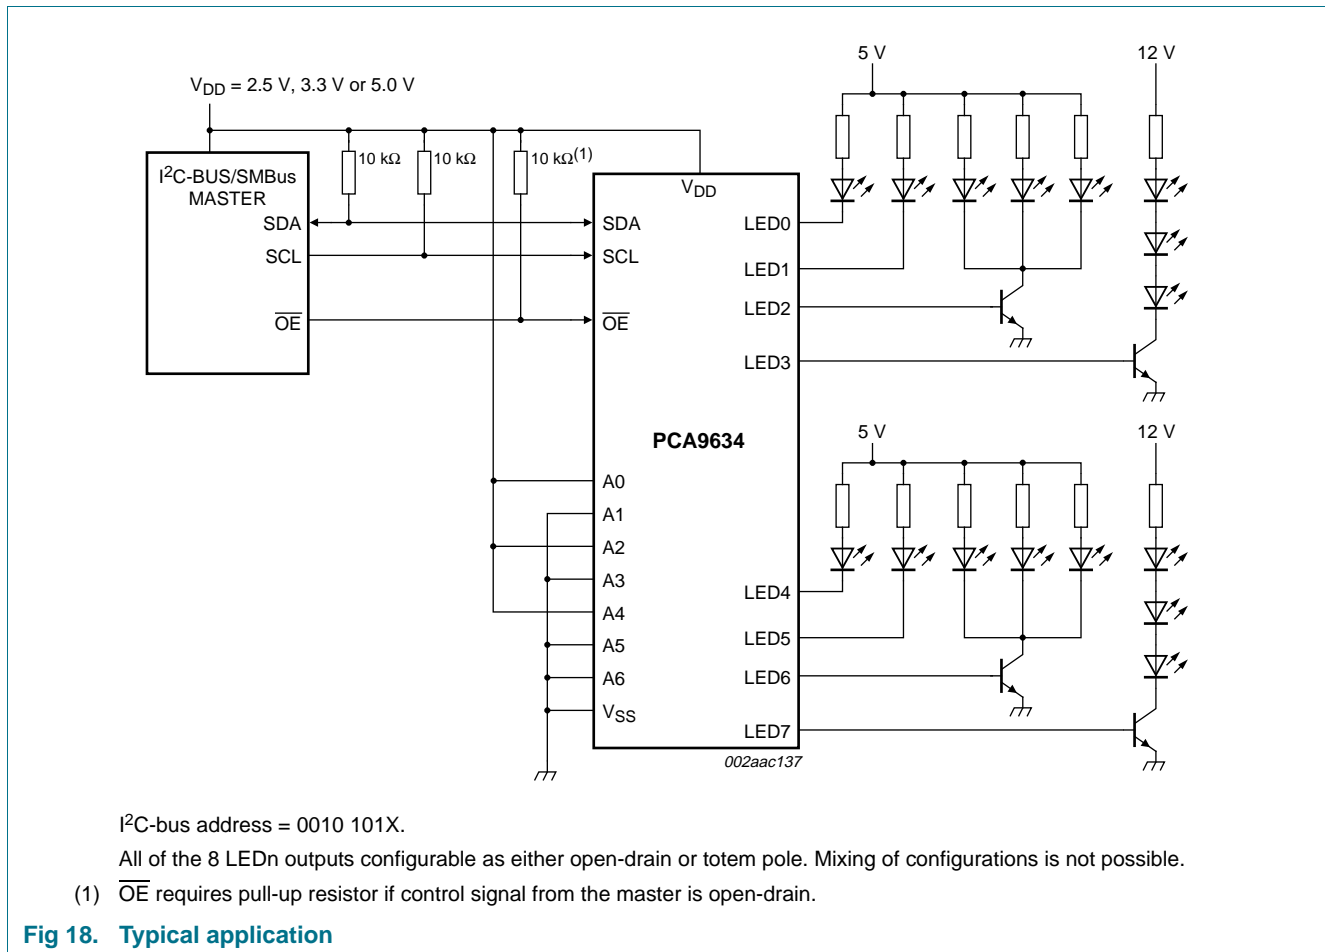 5 V
12 V
V_DD = 2.5 V, 3.3 V or 5.0 V
10 kΩ
10 kΩ
10 kΩ(1)
I²C-BUS/SMBus
MASTER
SDA
SCL
O̅E̅
V_DD
SDA
SCL
O̅E̅
LED0
LED1
LED2
LED3
PCA9634
5 V
12 V
A0
A1
A2
A3
A4
A5
A6
V_SS
LED4
LED5
LED6
LED7
002aac137
I²C-bus address = 0010 101X.
All of the 8 LEDn outputs configurable as either open-drain or totem pole. Mixing of configurations is not possible.
(1) O̅E̅ requires pull-up resistor if control signal from the master is open-drain.
Fig 18. Typical application